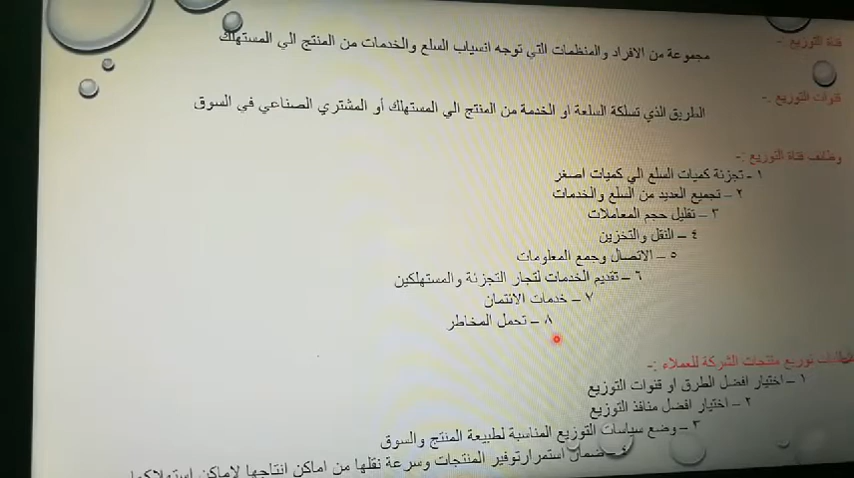 قناة التوزيع :-
مجموعة من الافراد والمنظمات التي توجه انسياب السلع والخدمات من المنتج الي المستهلك
قنوات التوزيع :-
الطريق الذي تسلكة السلعة او الخدمة من المنتج الي المستهلك أو المشتري الصناعي في السوق
وظائف قناة التوزيع :-
١ - تجزئة كميات السلع الي كميات اصغر
٢ – تجميع العديد من السلع والخدمات
٣ – تقليل حجم المعاملات
٤ – النقل والتخزين
٥ – الاتصال وجمع المعلومات
٦ – تقديم الخدمات لتجار التجزئة والمستهلكين
٧ – خدمات الائتمان
٨ – تحمل المخاطر
توزيع منتجات الشركة للعملاء :-
١ – اختيار افضل الطرق او قنوات التوزيع
٢ – اختيار افضل منافذ التوزيع
٣ – وضع سياسات التوزيع المناسبة لطبيعة المنتج والسوق
٤ – ضمان استمرارتوفير المنتجات وسرعة نقلها من اماكن انتاجها لاماكن استهلاكها